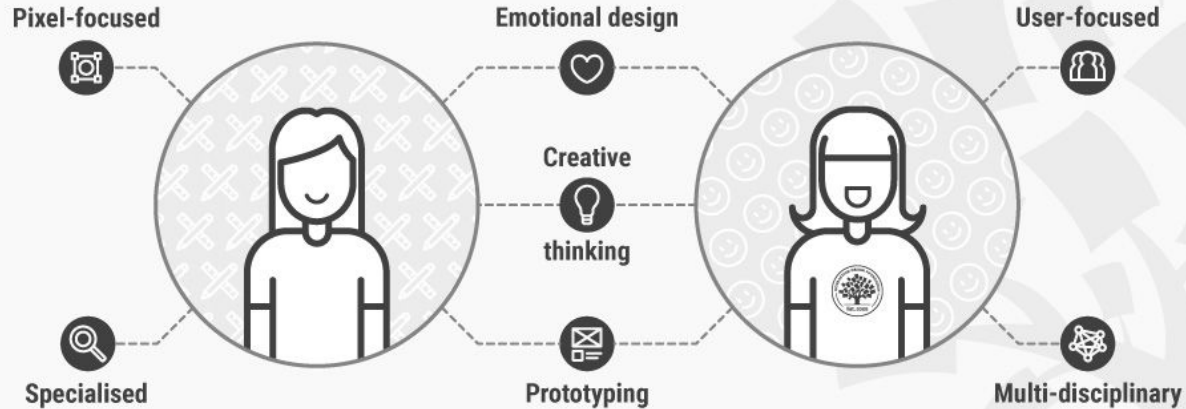 Pixel-focused
Emotional design
User-focused
Creative
thinking
Specialised
Prototyping
Multi-disciplinary